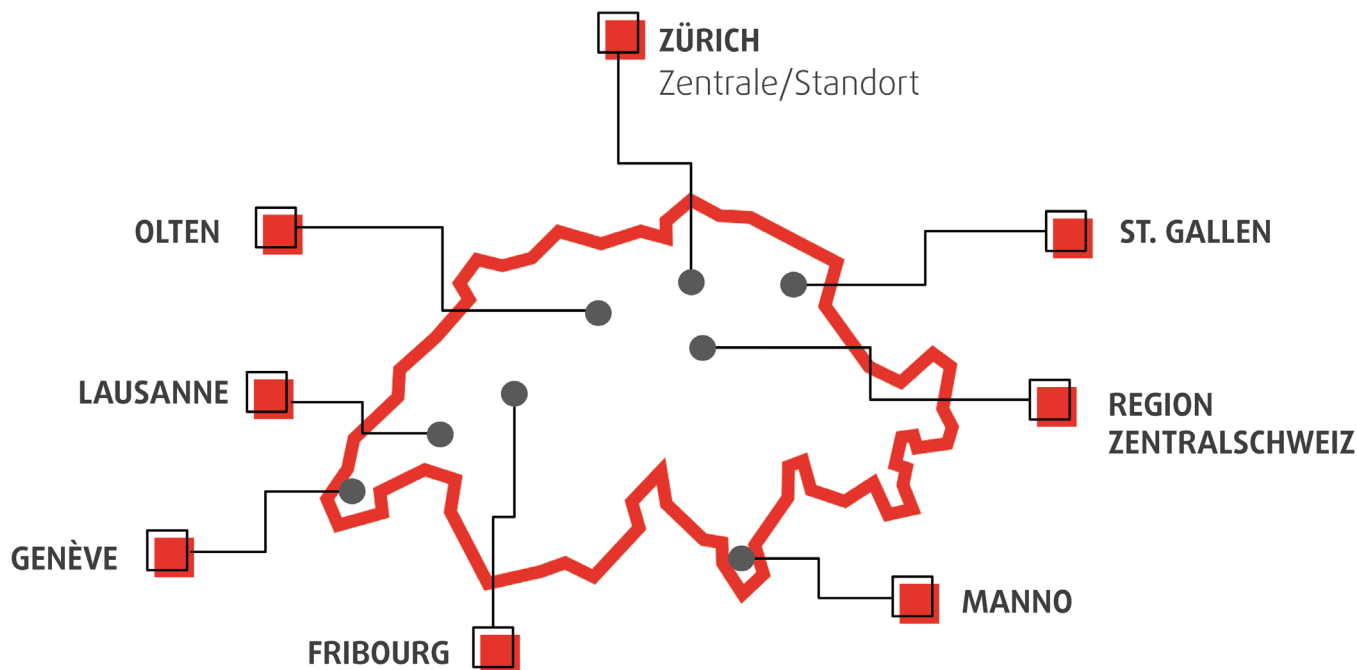 ZÜRICH
Zentrale/Standort
OLTEN
ST. GALLEN
LAUSANNE
REGION
ZENTRALSCHWEIZ
GENÈVE
MANNO
FRIBOURG